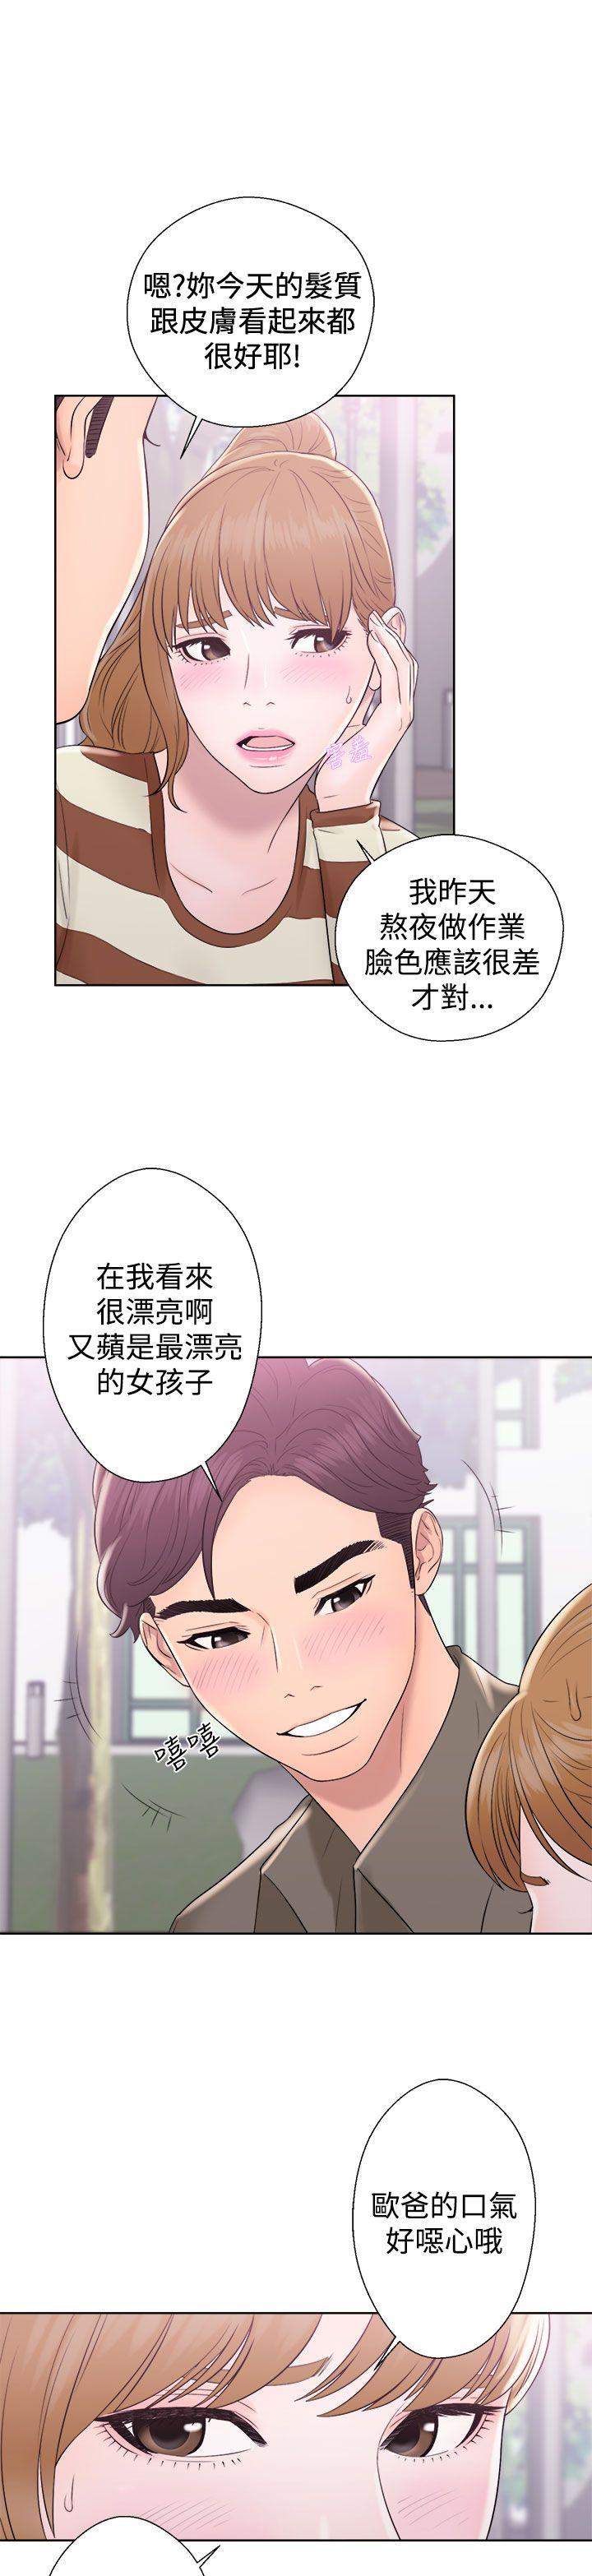 嗯?妳今天的髮質
跟皮膚看起來都
很好耶!
害羞
我昨天
熬夜做作業
臉色應該很差
才對...
在我看來
很漂亮啊
又蘋是最漂亮
的女孩子
嘻嘻
歐爸的口氣
好噁心哦